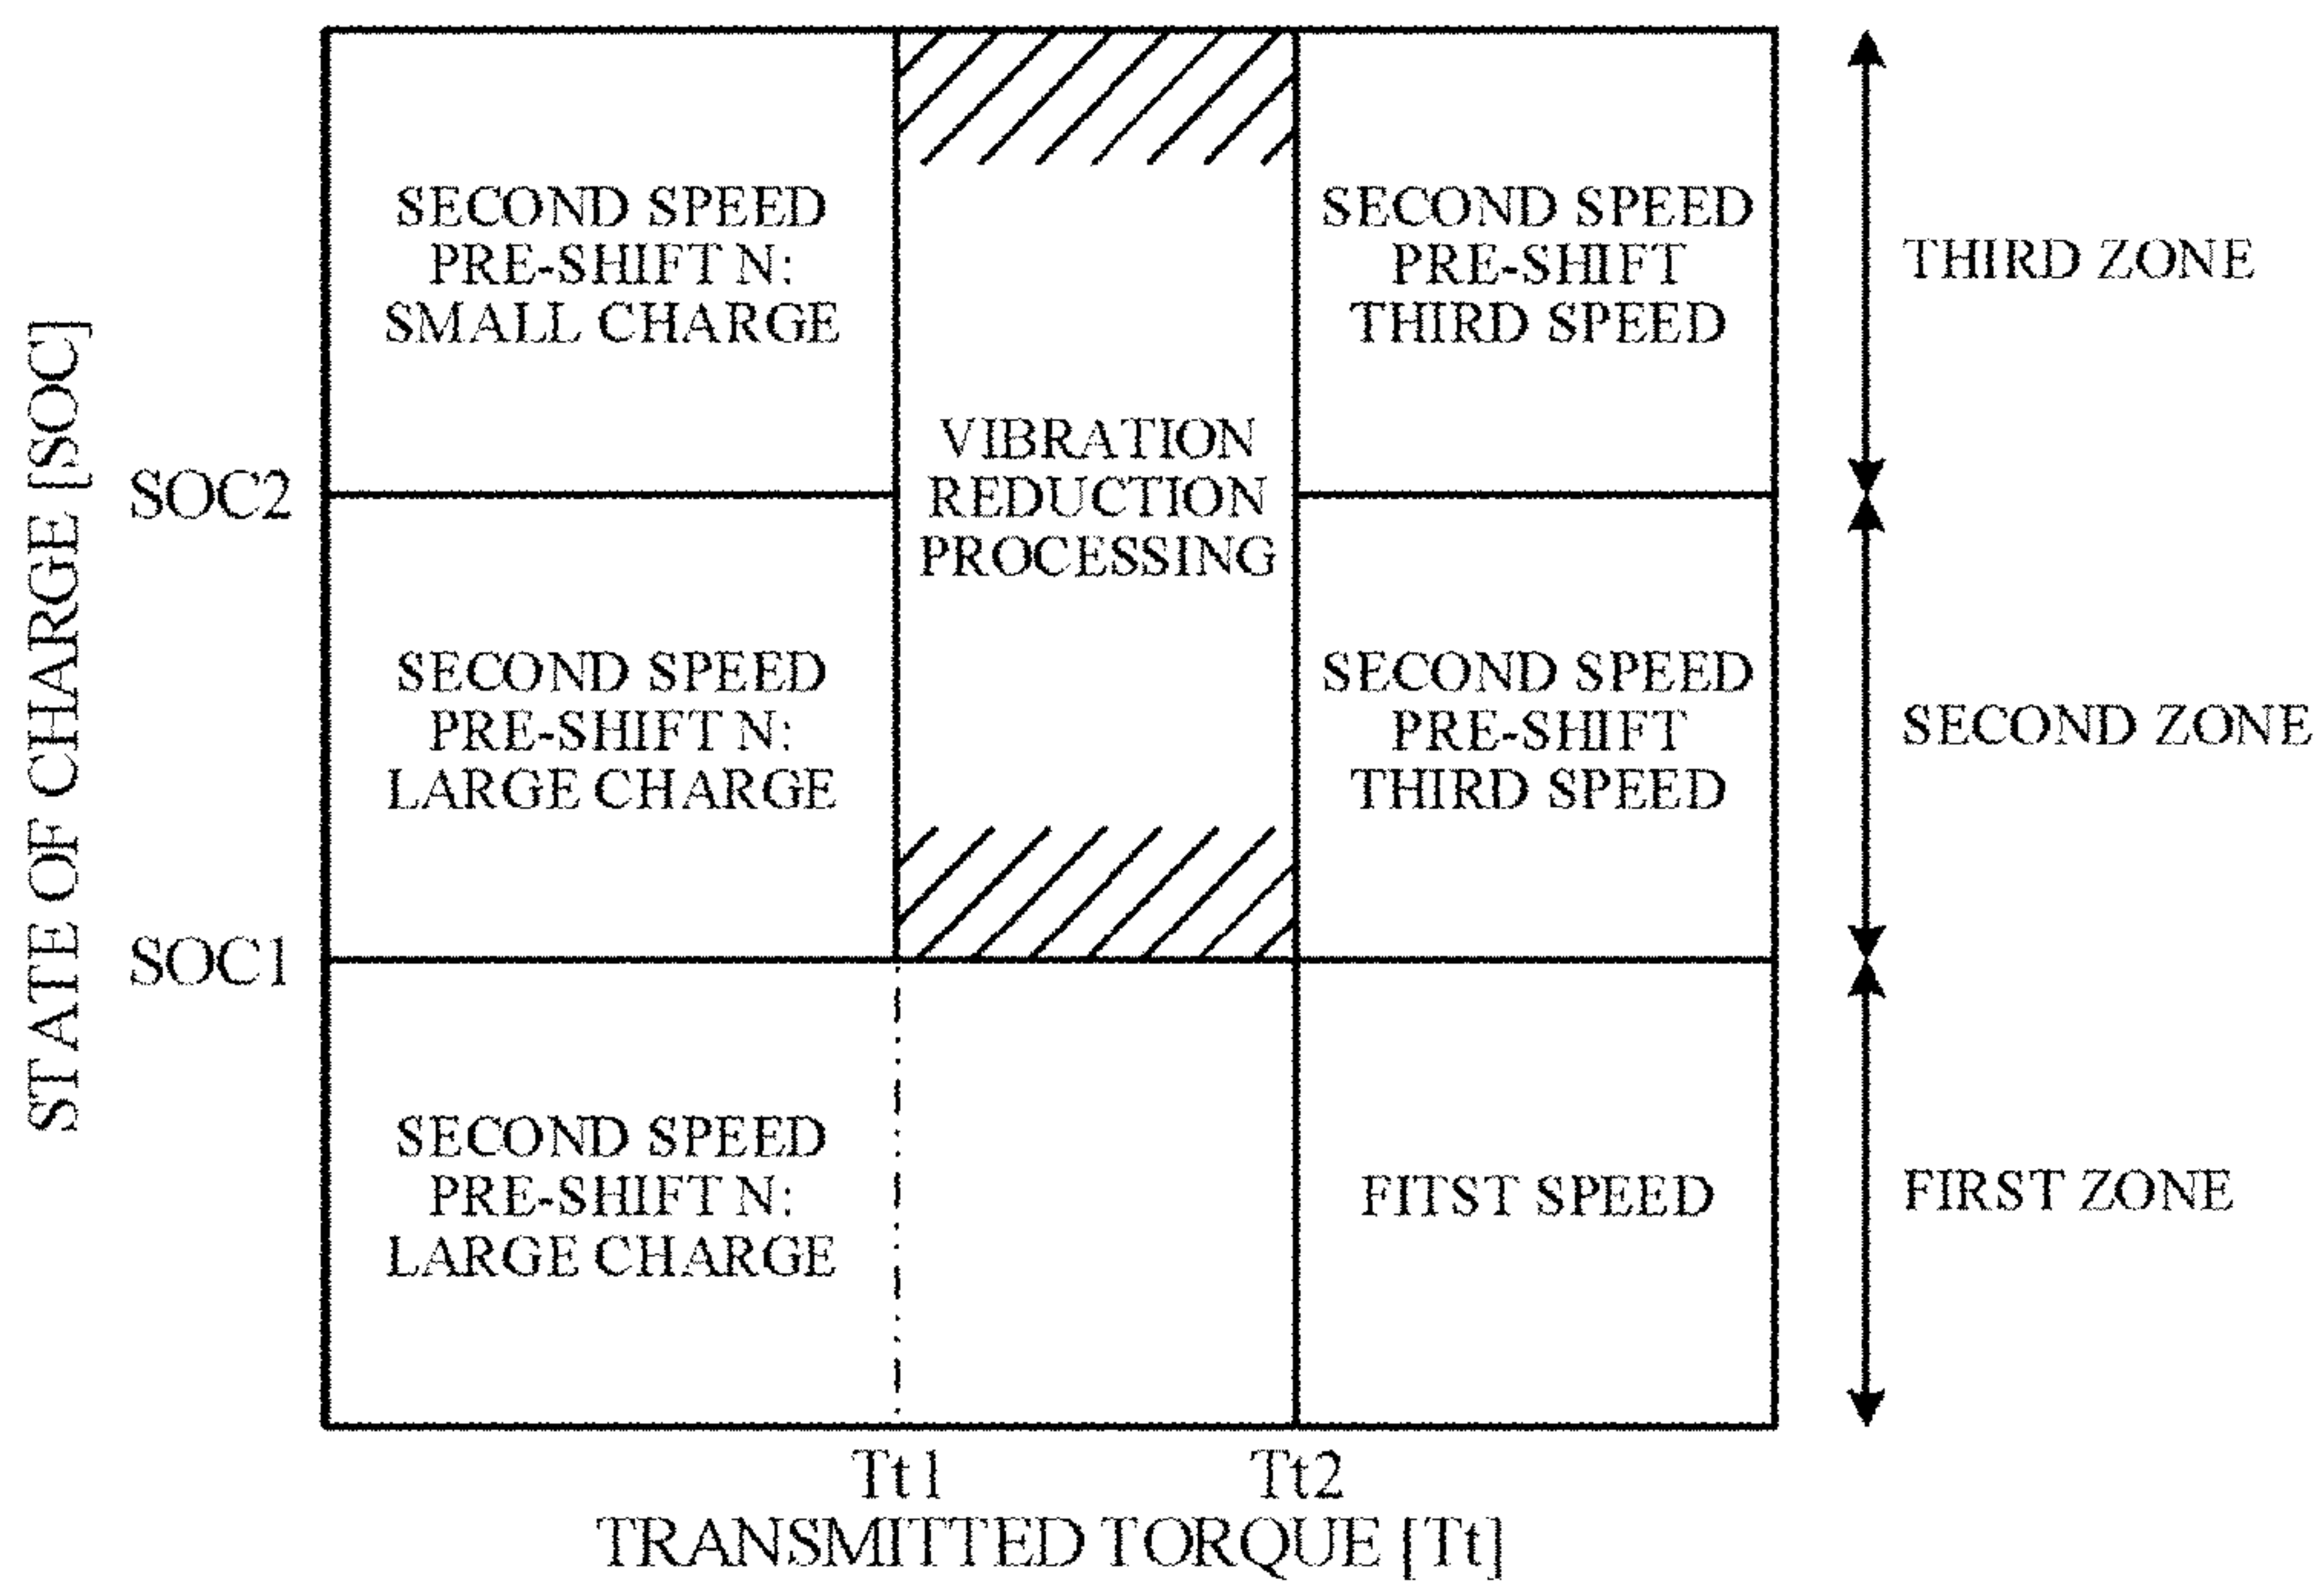 STATE OF CHARGE [SOC]
SOC2
SOC1
SECOND SPEED
PRE-SHIFT N:
SMALL CHARGE
VIBRATION
REDUCTION
PROCESSING
SECOND SPEED
PRE-SHIFT
THIRD SPEED
THIRD ZONE
SECOND SPEED
PRE-SHIFT N:
LARGE CHARGE
SECOND SPEED
PRE-SHIFT
THIRD SPEED
SECOND ZONE
SECOND SPEED
PRE-SHIFT N:
LARGE CHARGE
FITST SPEED
FIRST ZONE
Tt1
Tt2
TRANSMITTED TORQUE [Tt]